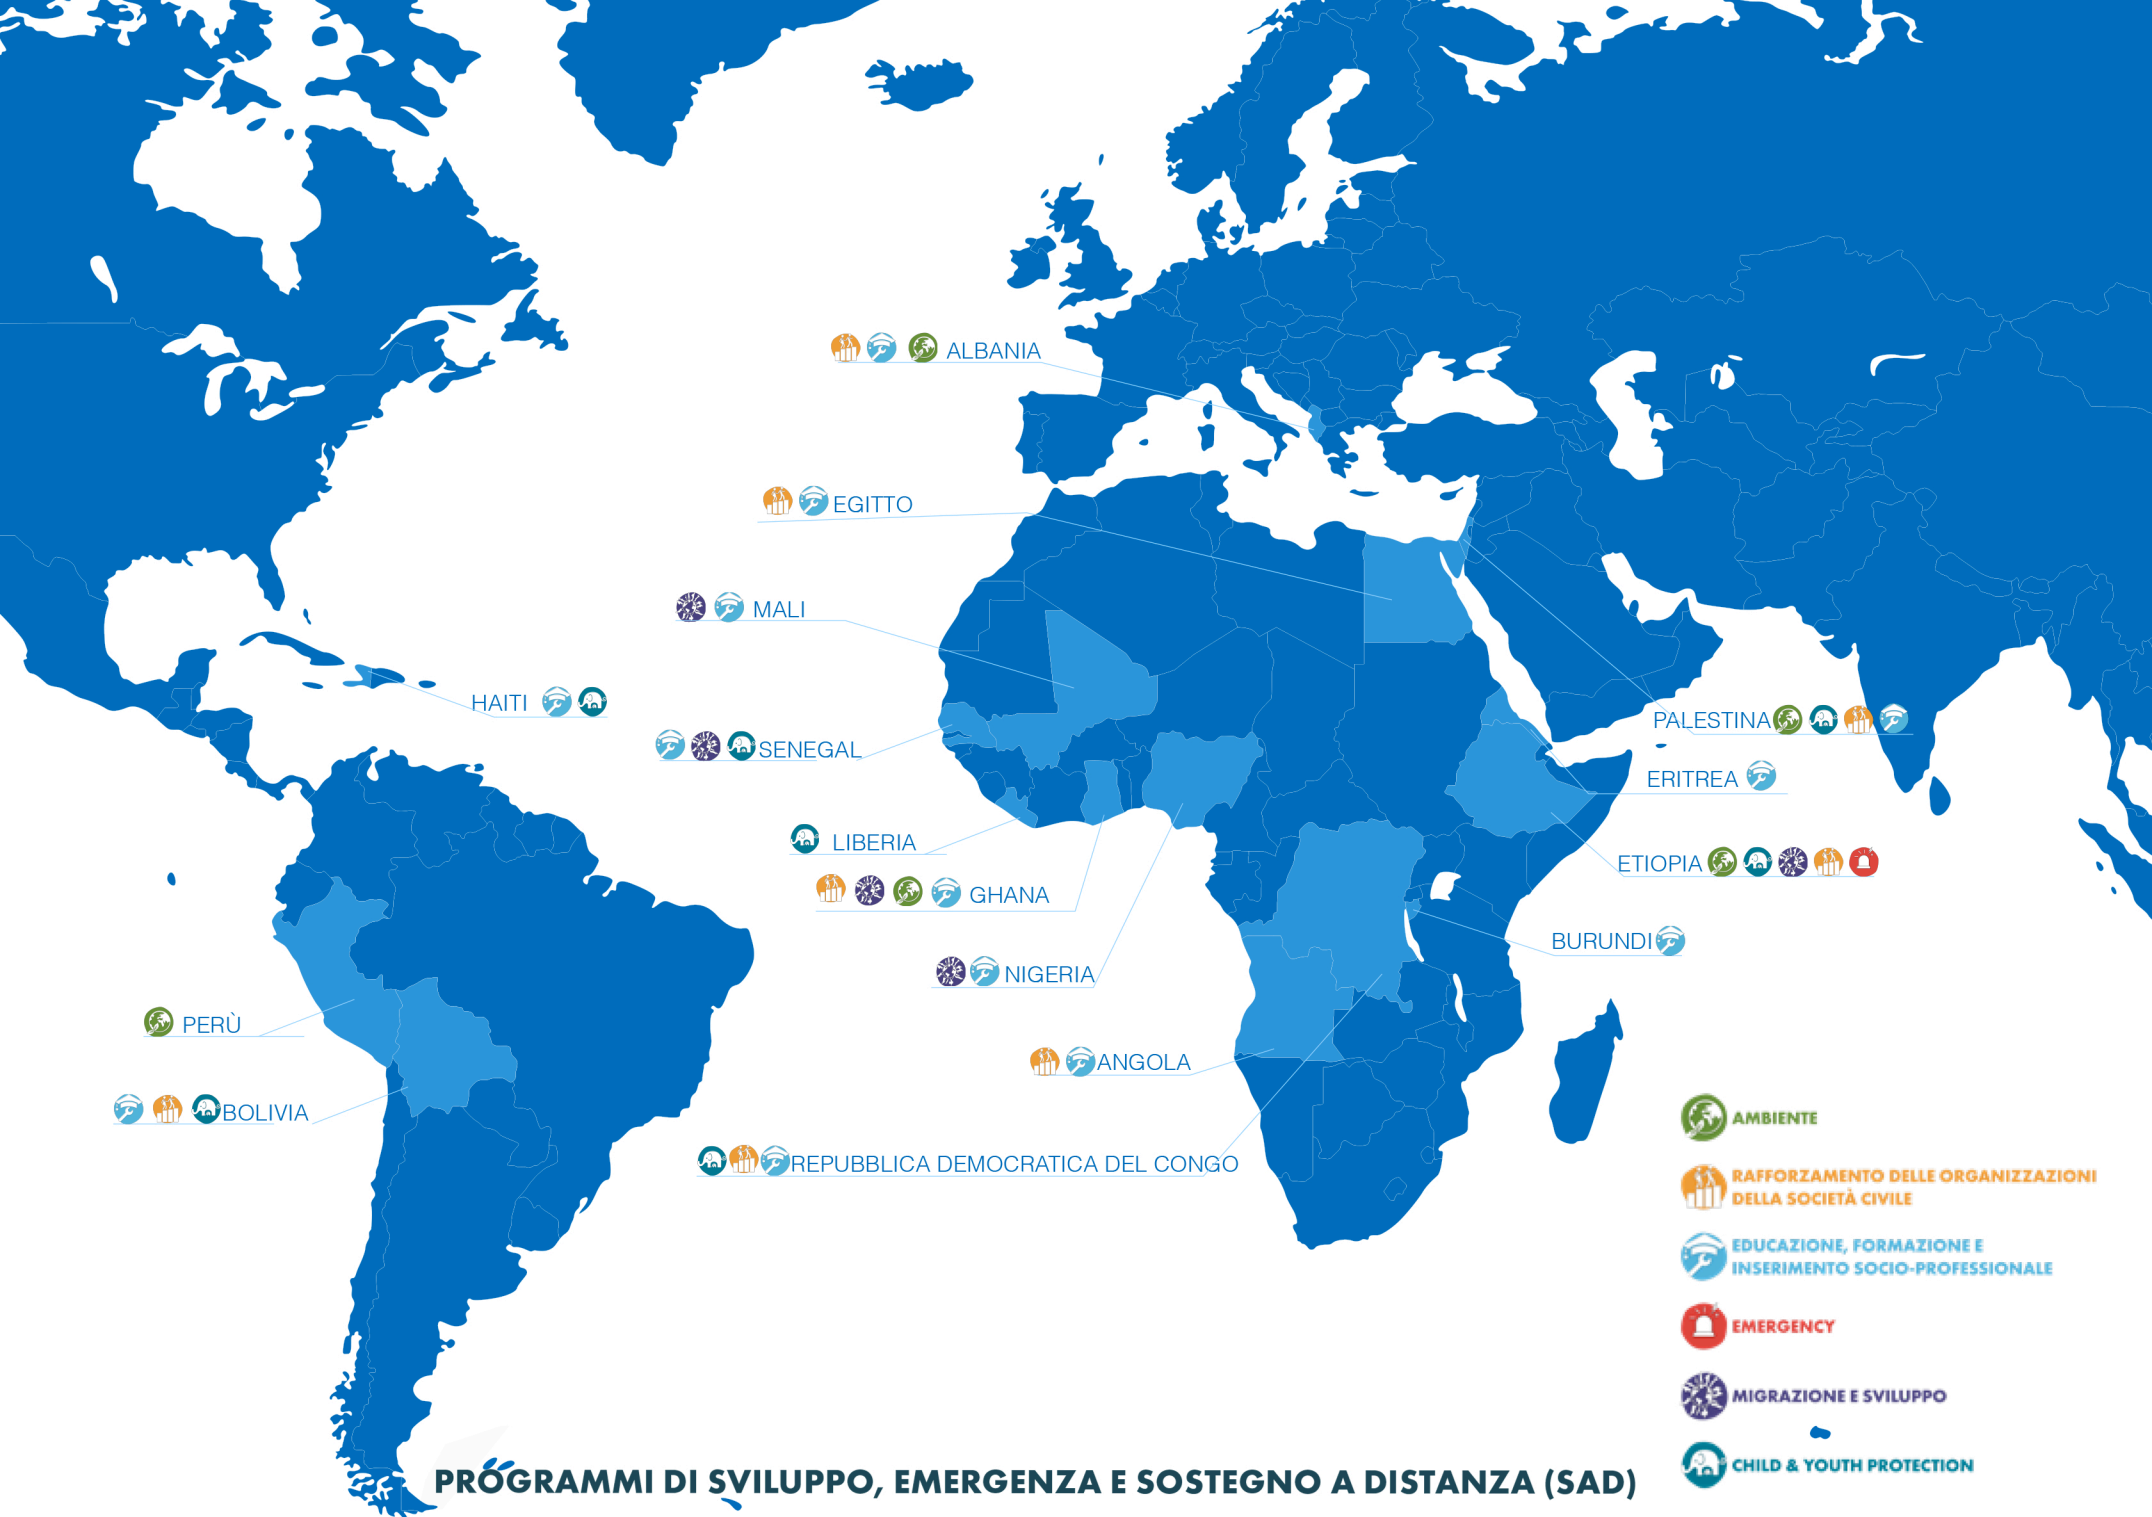 ALBANIA
EGITTO
MALI
HAITI
SENEGAL
PALESTINA
ERITREA
LIBERIA
ETIOPIA
GHANA
BURUNDI
NIGERIA
PERÙ
ANGOLA
BOLIVIA
REPUBBLICA DEMOCRATICA DEL CONGO
AMBIENTE
RAFFORZAMENTO DELLE ORGANIZZAZIONI
DELLA SOCIETÀ CIVILE
EDUCAZIONE, FORMAZIONE E
INSERIMENTO SOCIO-PROFESSIONALE
EMERGENCY
MIGRAZIONE E SVILUPPO
CHILD & YOUTH PROTECTION
PROGRAMMI DI SVILUPPO, EMERGENZA E SOSTEGNO A DISTANZA (SAD)